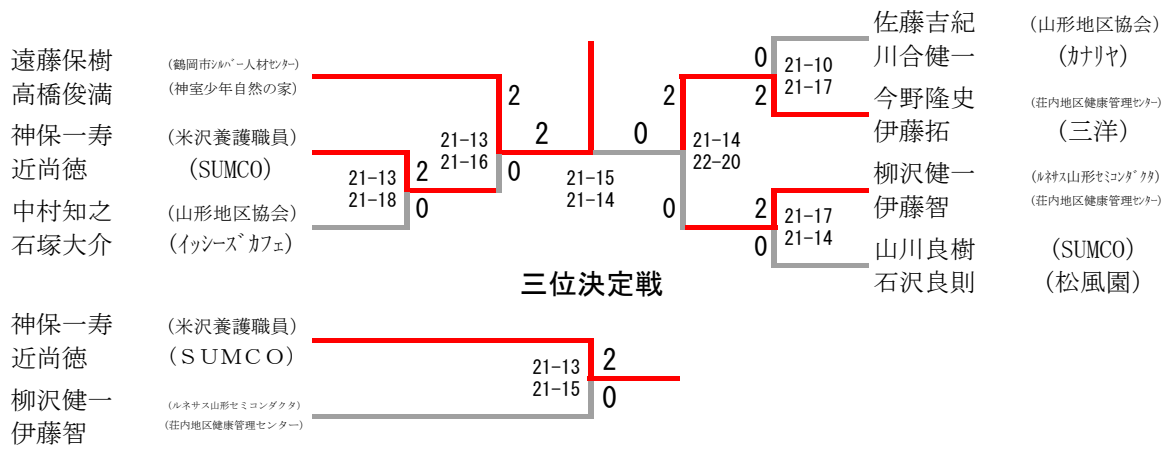 遠藤保樹 (鶴岡市ｼﾙﾊﾞｰ人材ｾﾝﾀｰ)
高橋俊満 (神室少年自然の家)
神保一寿 (米沢養護職員)
近尚徳 (SUMCO)
中村知之 (山形地区協会)
石塚大介 (ｲｯｼｰｽﾞｶﾌｪ)
2
21-13
21-16
0
2
21-13
21-18
0
2
0
21-15
21-14
佐藤吉紀 (山形地区協会)
川合健一 (ｶﾅﾘﾔ)
今野隆史 (荘内地区健康管理ｾﾝﾀｰ)
伊藤拓 (三洋)
柳沢健一 (ﾙﾈｻｽ山形ｾﾐｺﾝﾀﾞｸﾀ)
伊藤智 (荘内地区健康管理ｾﾝﾀｰ)
山川良樹 (SUMCO)
石沢良則 (松風園)
0
21-10
21-17
2
2
21-14
22-20
0
2
21-17
21-14
0
三位決定戦
神保一寿 (米沢養護職員)
近尚徳 (ＳＵＭＣＯ)
柳沢健一 (ルネサス山形セミコンダクタ)
伊藤智 (荘内地区健康管理センター)
2
21-13
21-15
0